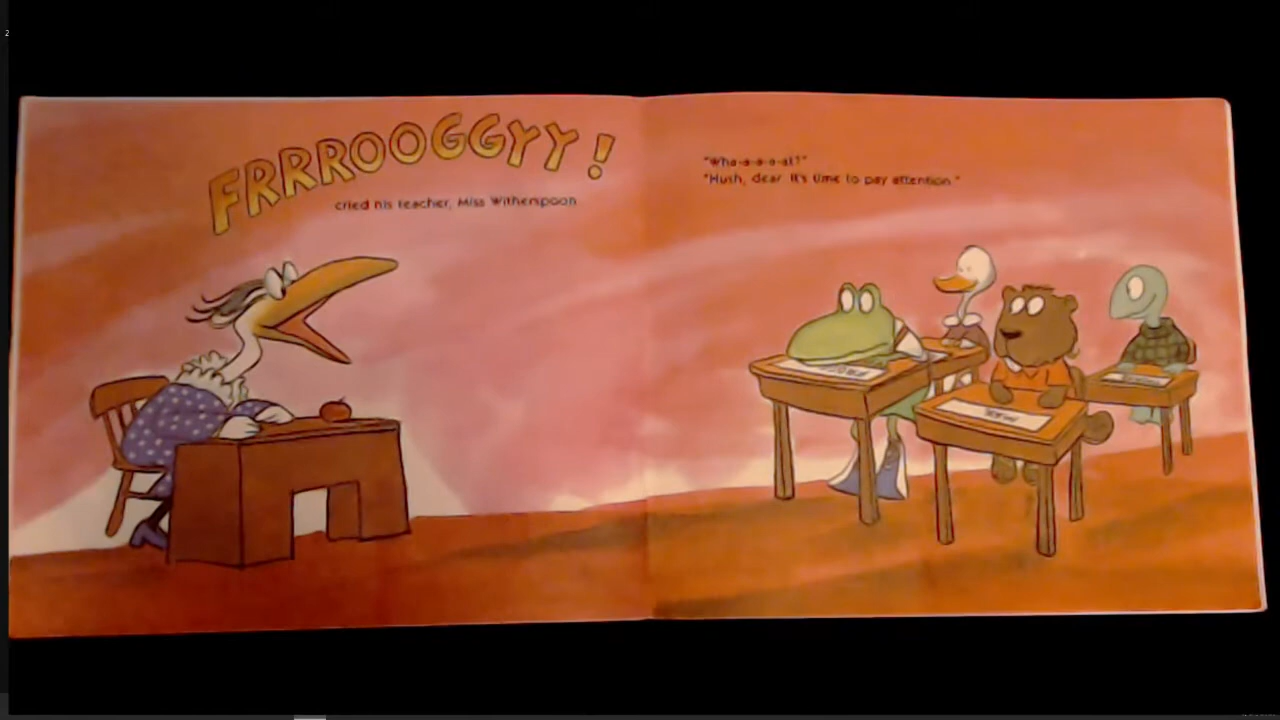 FRRROOGGYY!
cried his teacher, Miss Witherspoon.
"Wha-a-a-a-at?"
"Hush, dear. It's time to pay attention."